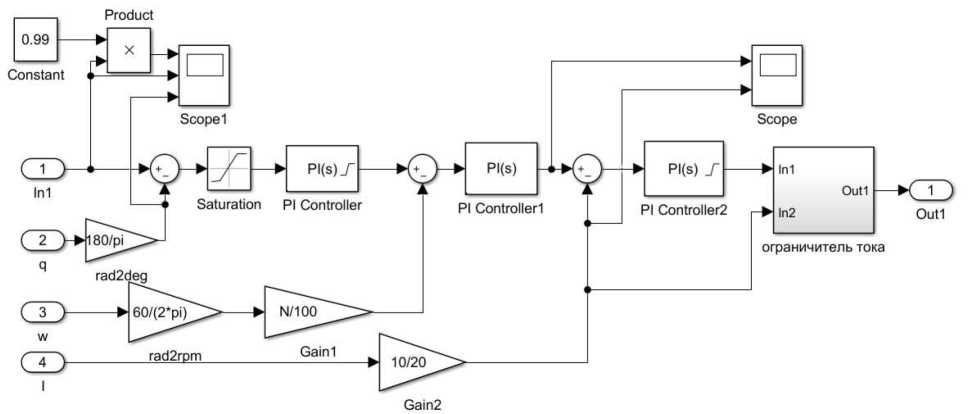 Product
0.99
×
Constant
Scope1
Scope
1
In1
+
−
Saturation
PI(s)
PI Controller
+
−
PI(s)
PI Controller1
+
−
PI(s)
PI Controller2
In1
In2
Out1
ограничитель тока
1
Out1
2
q
180/pi
rad2deg
3
w
60/(2*pi)
rad2rpm
N/100
Gain1
4
I
10/20
Gain2